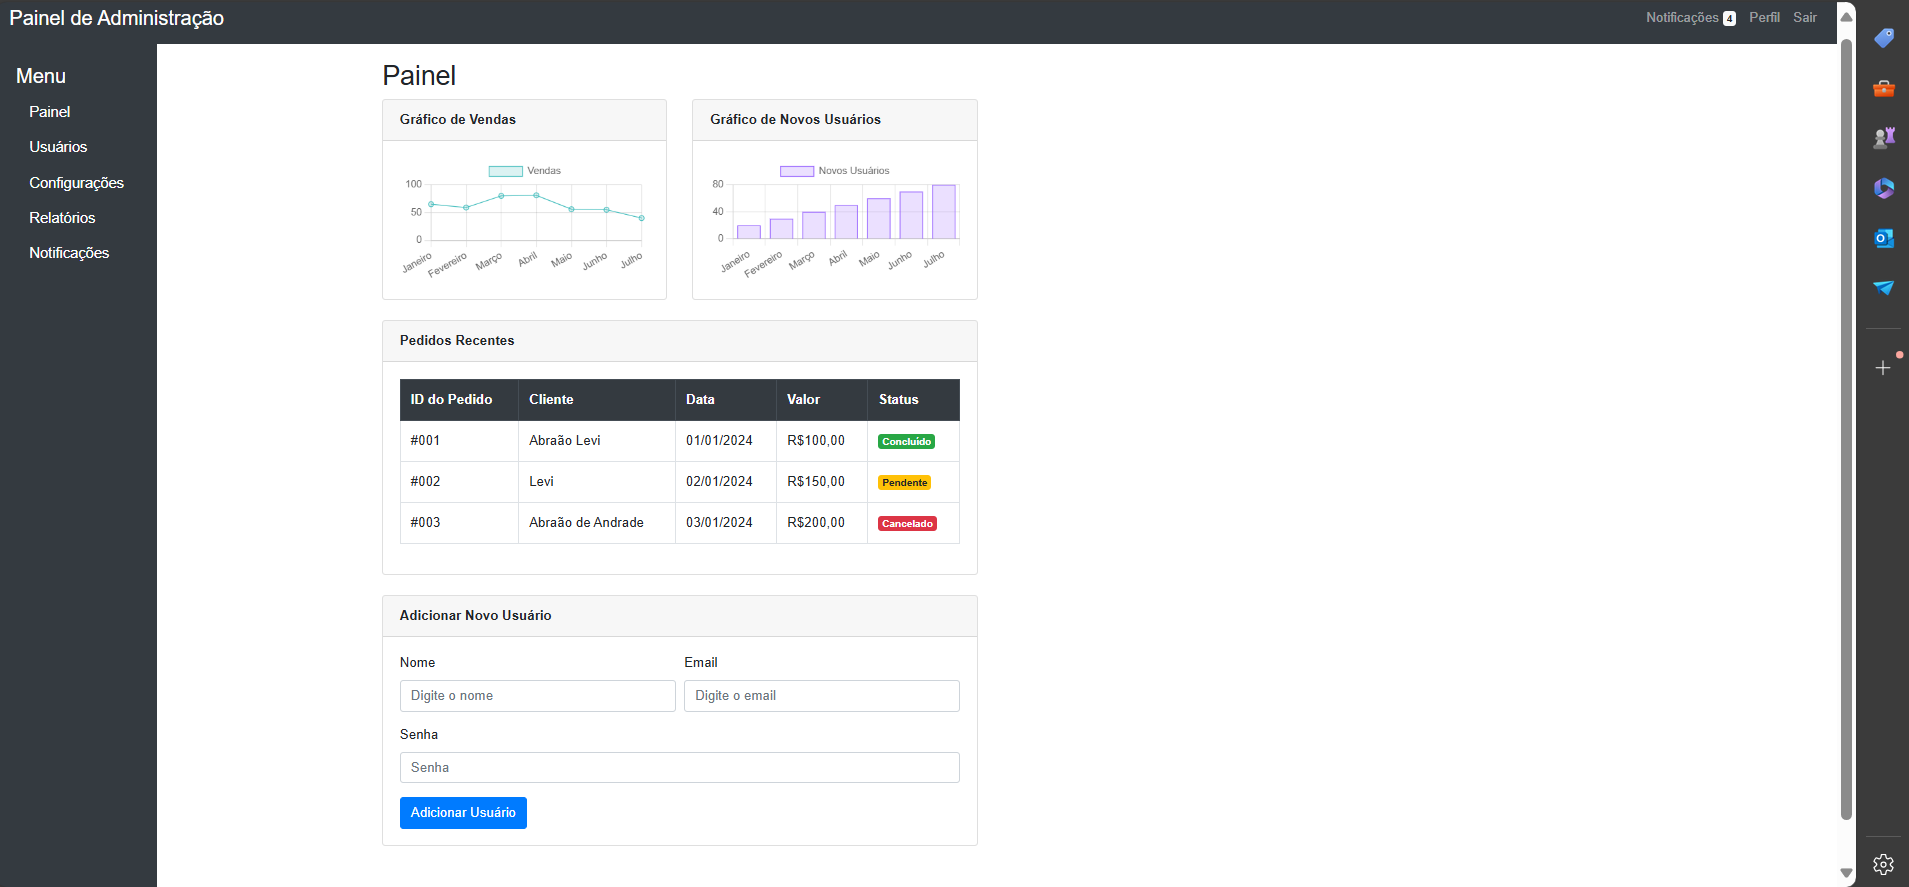 Painel de Administração
Notificações 4 Perfil Sair
Menu
Painel
Usuários
Configurações
Relatórios
Notificações
Painel
Gráfico de Vendas
Vendas
100
50
0
Janeiro Fevereiro Março Abril Maio Junho Julho
Gráfico de Novos Usuários
Novos Usuários
80
40
0
Janeiro Fevereiro Março Abril Maio Junho Julho
Pedidos Recentes
ID do Pedido Cliente Data Valor Status
#001 Abraão Levi 01/01/2024 R$100,00 Concluído
#002 Levi 02/01/2024 R$150,00 Pendente
#003 Abraão de Andrade 03/01/2024 R$200,00 Cancelado
Adicionar Novo Usuário
Nome Email
Digite o nome Digite o email
Senha
Senha
Adicionar Usuário